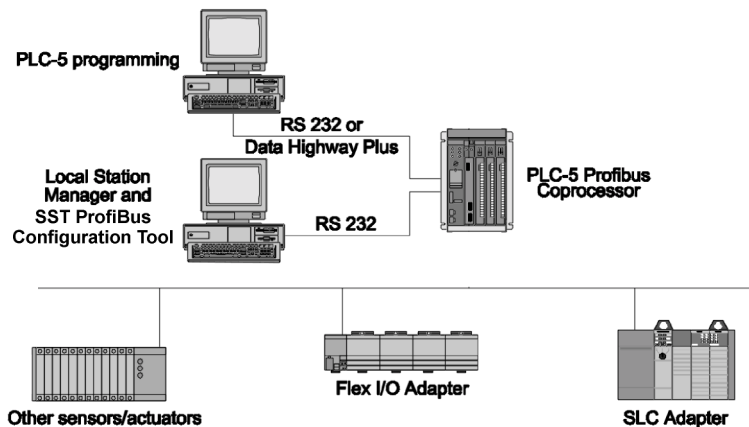 PLC-5 programming
RS 232 or
Data Highway Plus
Local Station
Manager and
SST ProfiBus
Configuration Tool
RS 232
PLC-5 Profibus
Coprocessor
Other sensors/actuators
Flex I/O Adapter
SLC Adapter